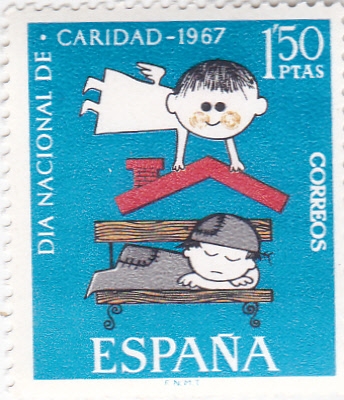 DIA NACIONAL DE · CARIDAD-1967
1'50
PTAS
CORREOS
ESPAÑA
F.N.M.T.